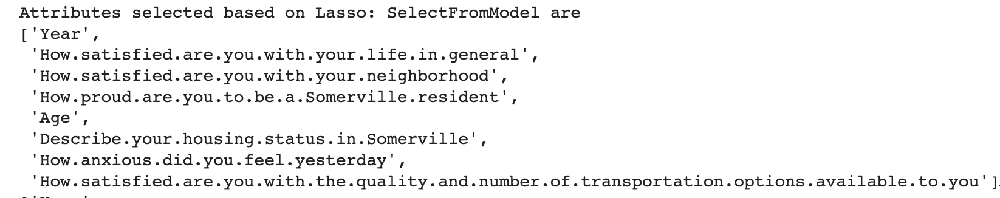 Attributes selected based on Lasso: SelectFromModel are
['Year',
'How.satisfied.are.you.with.your.life.in.general',
'How.satisfied.are.you.with.your.neighborhood',
'How.proud.are.you.to.be.a.Somerville.resident',
'Age',
'Describe.your.housing.status.in.Somerville',
'How.anxious.did.you.feel.yesterday',
'How.satisfied.are.you.with.the.quality.and.number.of.transportation.options.available.to.you']